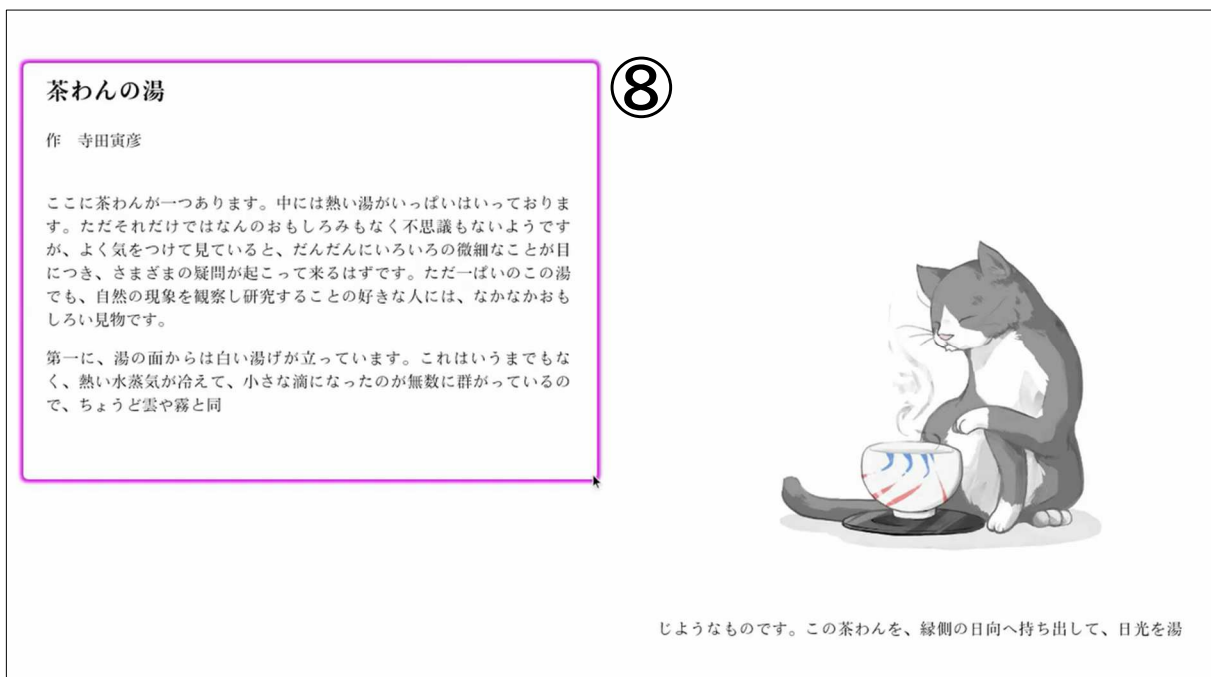 茶わんの湯
⑧
作　寺田寅彦
ここに茶わんが一つあります。中には熱い湯がいっぱいはいっておりま
す。ただそれだけではなんのおもしろみもなく不思議もないようです
が、よく気をつけて見ていると、だんだんにいろいろの微細なことが目
につき、さまざまの疑問が起こって来るはずです。ただ一ぱいのこの湯
でも、自然の現象を観察し研究することの好きな人には、なかなかおも
しろい見物です。
第一に、湯の面からは白い湯げが立っています。これはいうまでもな
く、熱い水蒸気が冷えて、小さな滴になったのが無数に群がっているの
で、ちょうど雲や霧と同
じようなものです。この茶わんを、縁側の日向へ持ち出して、日光を湯